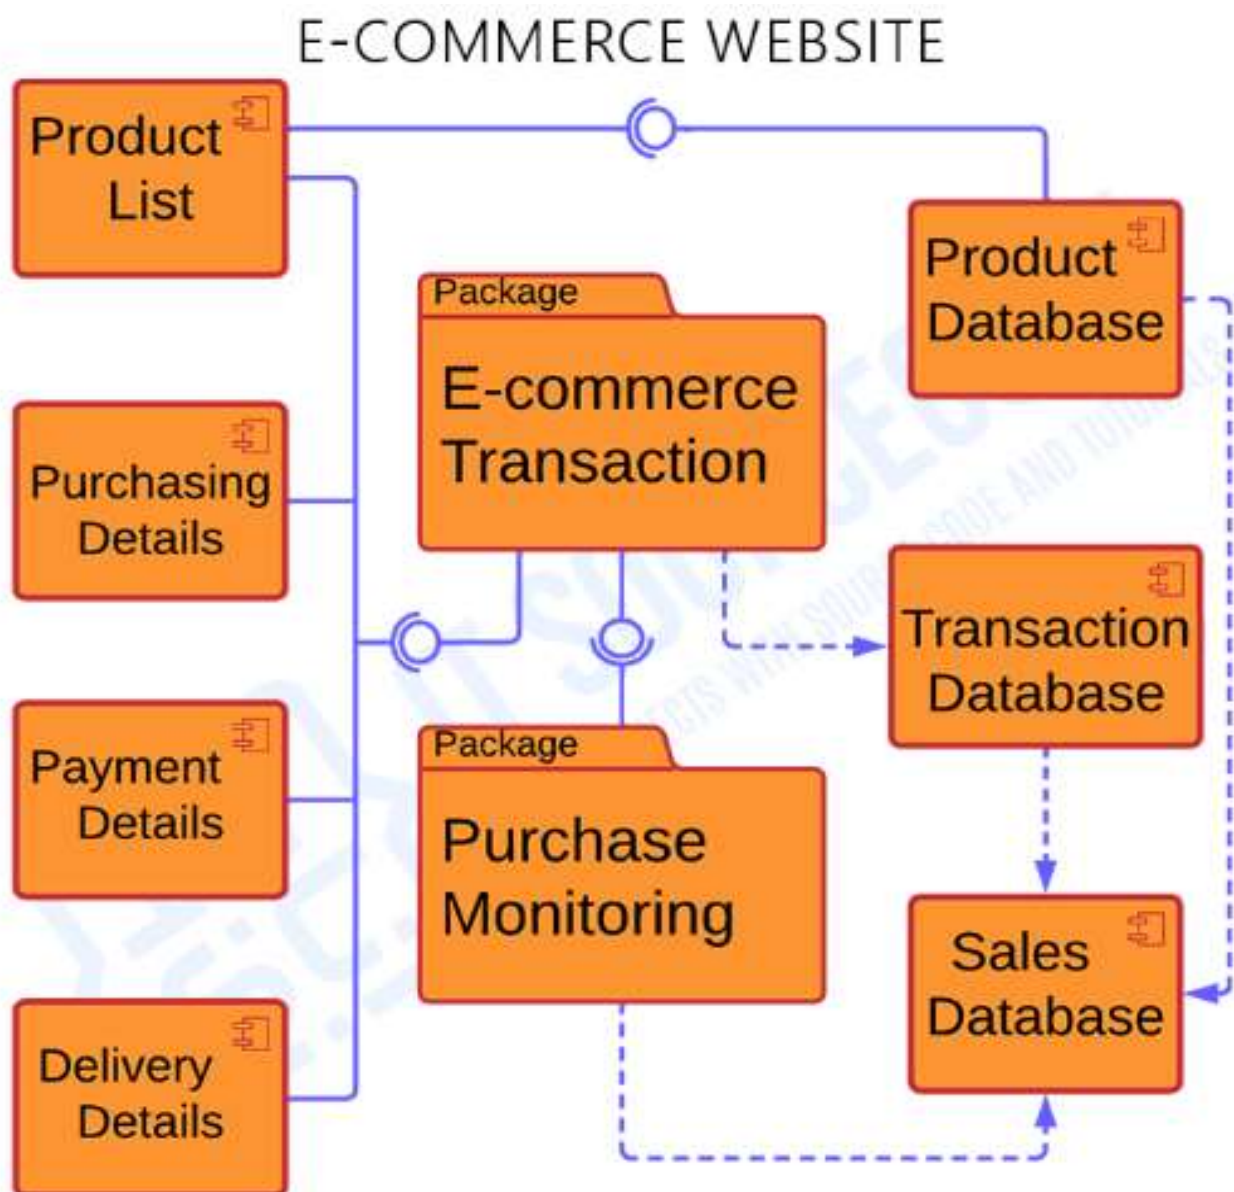 E-COMMERCE WEBSITE
Product
List
Product
Database
Package
E-commerce
Transaction
Purchasing
Details
Transaction
Database
Payment
Details
Package
Purchase
Monitoring
Sales
Database
Delivery
Details